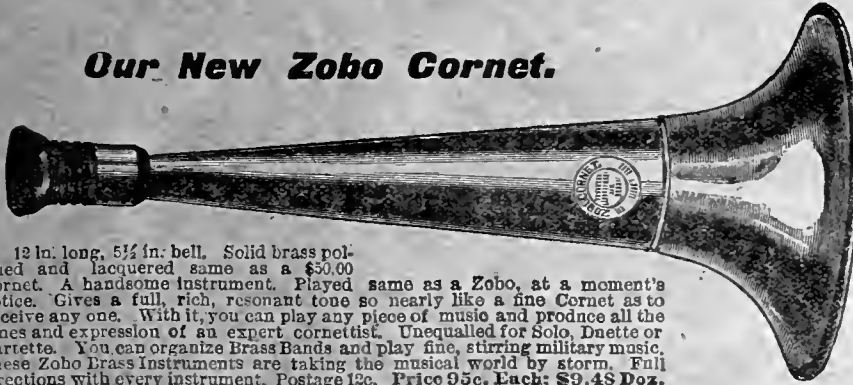 Our New Zobo Cornet.
12 in. long, 5½ in. bell. Solid brass pol-
ned and lacquered same as a $50.00
ornet. A handsome instrument. Played same as a Zobo, at a moment's
tice. Gives a full, rich, resonant tone so nearly like a fine Cornet as to
ceive any one. With it, you can play any piece of music and produce all the
nes and expression of an expert cornettist. Unequalled for Solo, Duette or
artette. You can organize Brass Bands and play fine, stirring military music.
ese Zobo Brass Instruments are taking the musical world by storm. Full
ections with every instrument. Postage 12c. Price 95c. Each: $9.48 Doz.
ZOBO CORNET